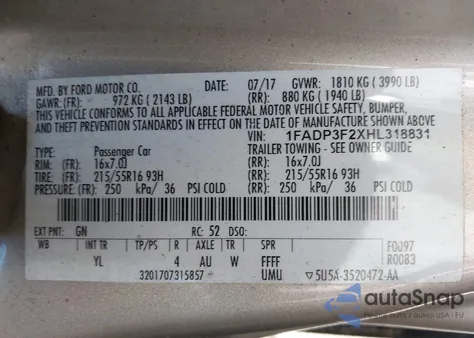 MFD. BY FORD MOTOR CO. DATE: 07/17 GVWR: 1810 KG ( 3990 LB)
GAWR: (FR): 972 KG ( 2143 LB) (RR): 880 KG ( 1940 LB)
THIS VEHICLE CONFORMS TO ALL APPLICABLE FEDERAL MOTOR VEHICLE SAFETY, BUMPER,
AND THEFT PREVENTION STANDARDS IN EFFECT ON THE DATE OF MANUFACTURE SHOWN ABOVE.
VIN: 1FADP3F2XHL318831
TYPE: Passenger Car TRAILER TOWING - SEE OWNER GUIDE
RIM: (FR): 16x7.0J (RR): 16x7.0J
TIRE: (FR): 215/55R16 93H (RR): 215/55R16 93H
PRESSURE: (FR): 250 kPa/ 36 PSI COLD (RR): 250 kPa/ 36 PSI COLD
EXT PNT: GN RC: 52 DSO:
WB INT TR TP/PS R AXLE TR SPR F0097
YL 4 AU W FFFF R0083
3201707315857 UMU ▽5U5A-3520472-AA
autoSnap